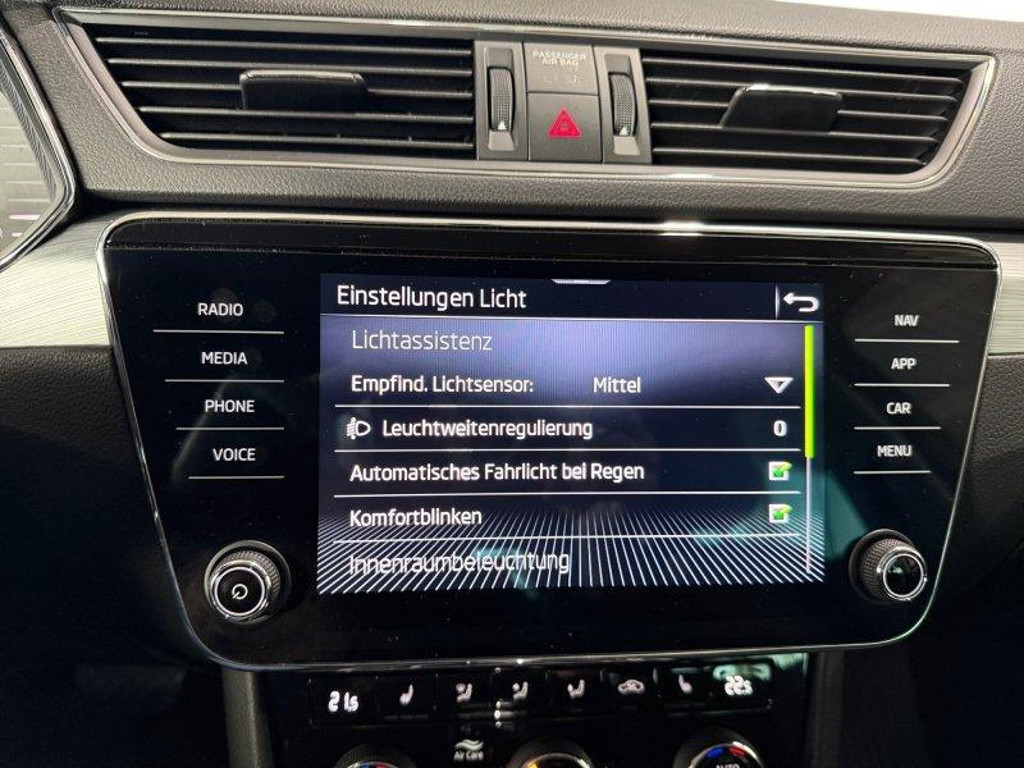 PASSENGER
AIR BAG
Einstellungen Licht
RADIO
MEDIA
PHONE
VOICE
Lichtassistenz
Empfind. Lichtsensor: Mittel
Leuchtweitenregulierung 0
Automatisches Fahrlicht bei Regen
Komfortblinken
Innenraumbeleuchtung
NAV
APP
CAR
MENU
21.5
22.5
Air Care
AUTO